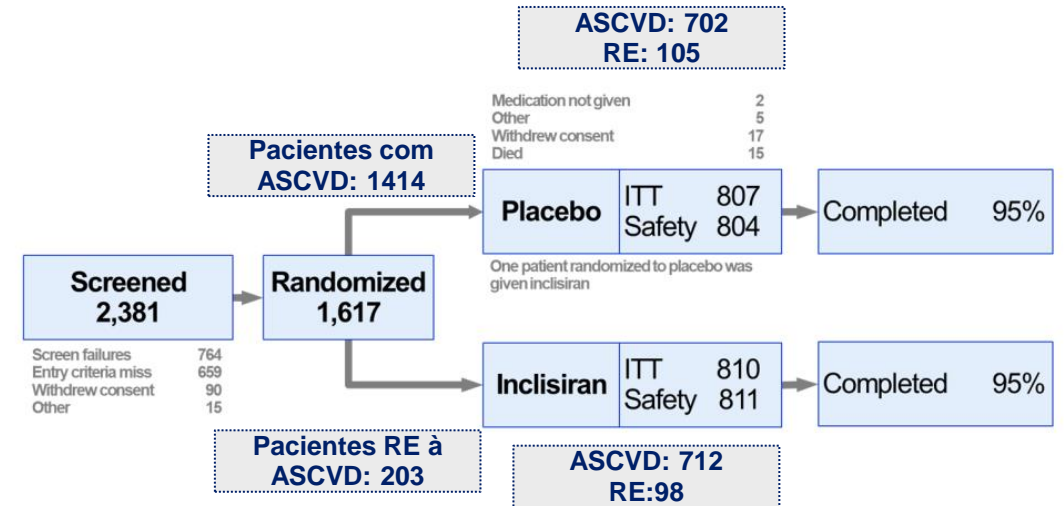 ASCVD: 702
RE: 105
Medication not given 2
Other 5
Withdrew consent 17
Died 15
Pacientes com
ASCVD: 1414
Placebo
ITT 807
Safety 804
Completed 95%
One patient randomized to placebo was
given inclisiran
Screened
2,381
Randomized
1,617
Screen failures 764
Entry criteria miss 659
Withdrew consent 90
Other 15
Inclisiran
ITT 810
Safety 811
Completed 95%
Pacientes RE à
ASCVD: 203
ASCVD: 712
RE:98